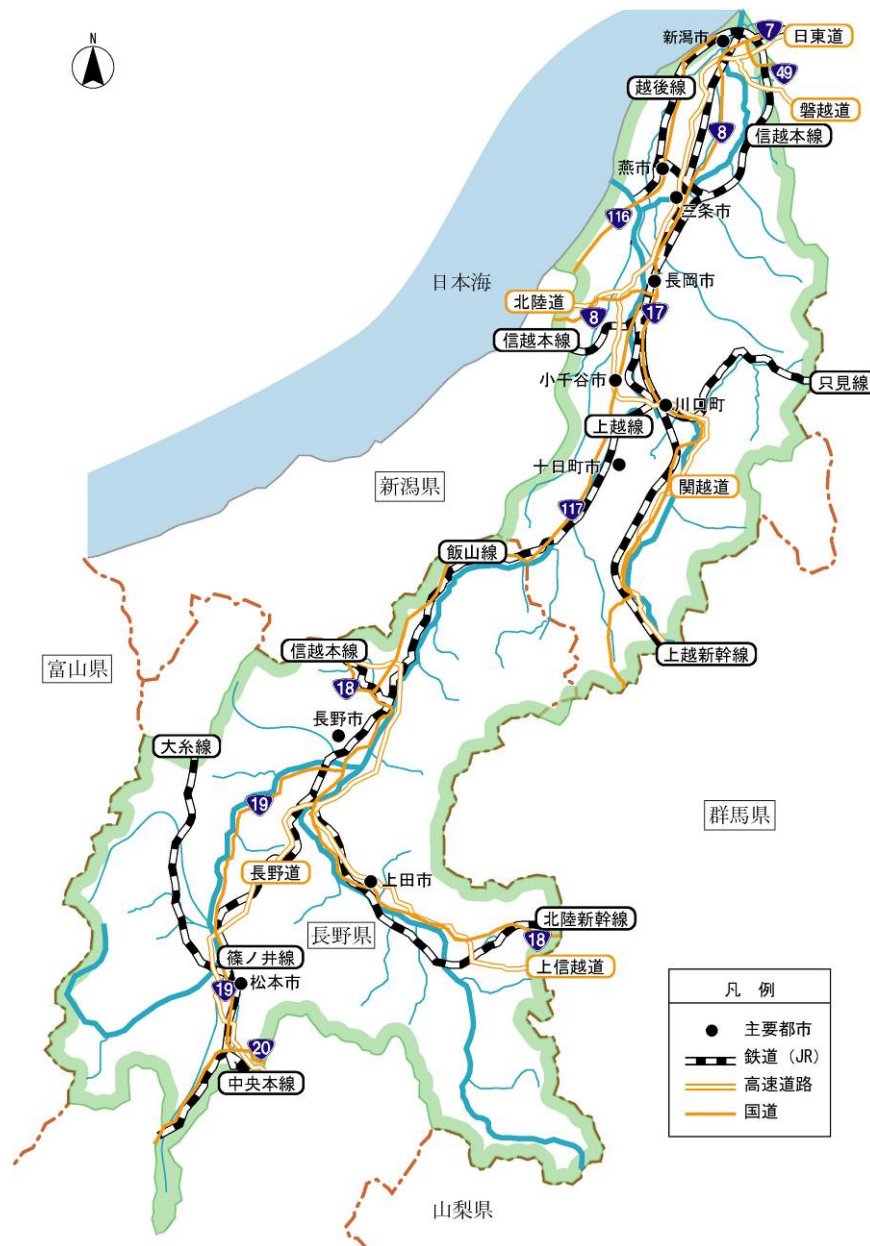 N
新潟市
7
日東道
49
越後線
磐越道
8
信越本線
燕市
116
三条市
日本海
長岡市
北陸道
8
17
信越本線
小千谷市
只見線
川口町
上越線
十日町市
新潟県
関越道
117
飯山線
信越本線
上越新幹線
富山県
18
長野市
大糸線
19
群馬県
長野道
上田市
北陸新幹線
長野県
18
篠ノ井線
上信越道
19
松本市
20
中央本線
凡 例
主要都市
鉄道（JR）
高速道路
国道
山梨県